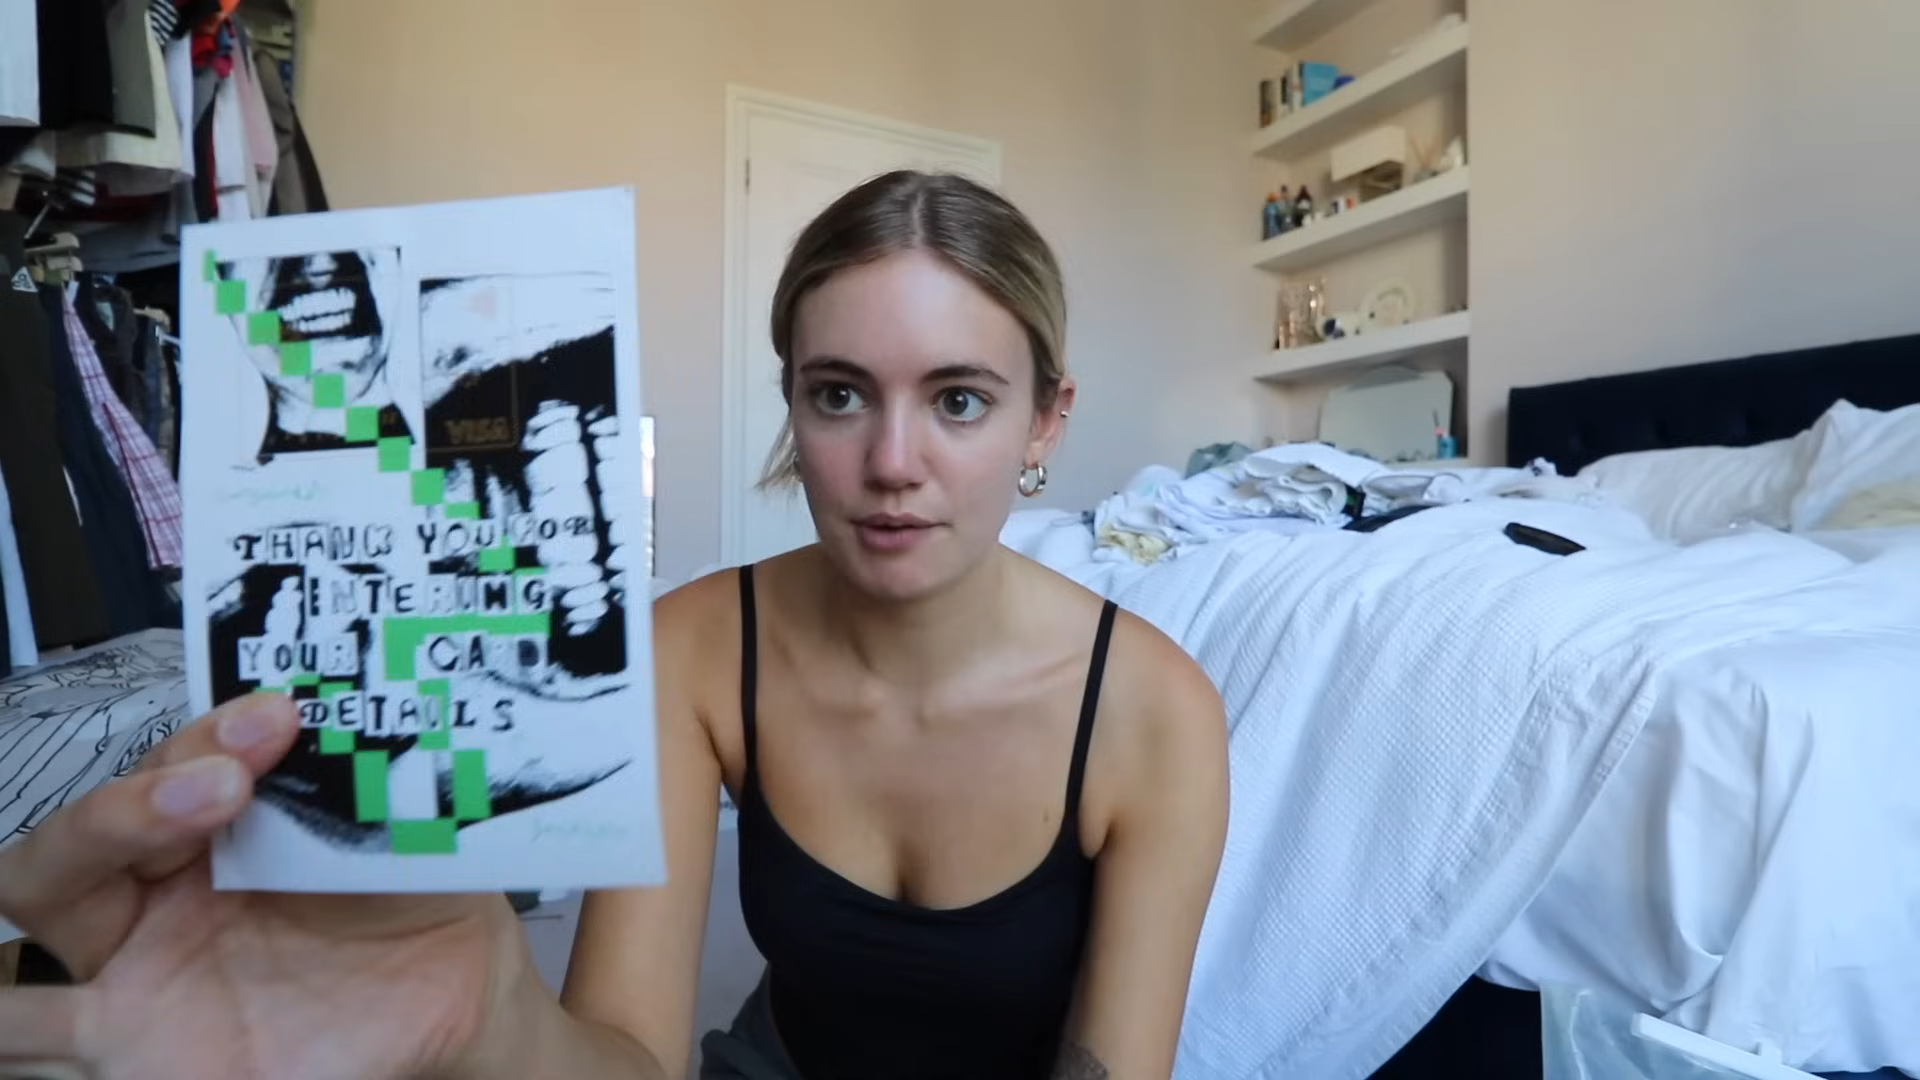 VISA
THANK YOU FOR
ENTERING
YOUR CARD
DETAILS